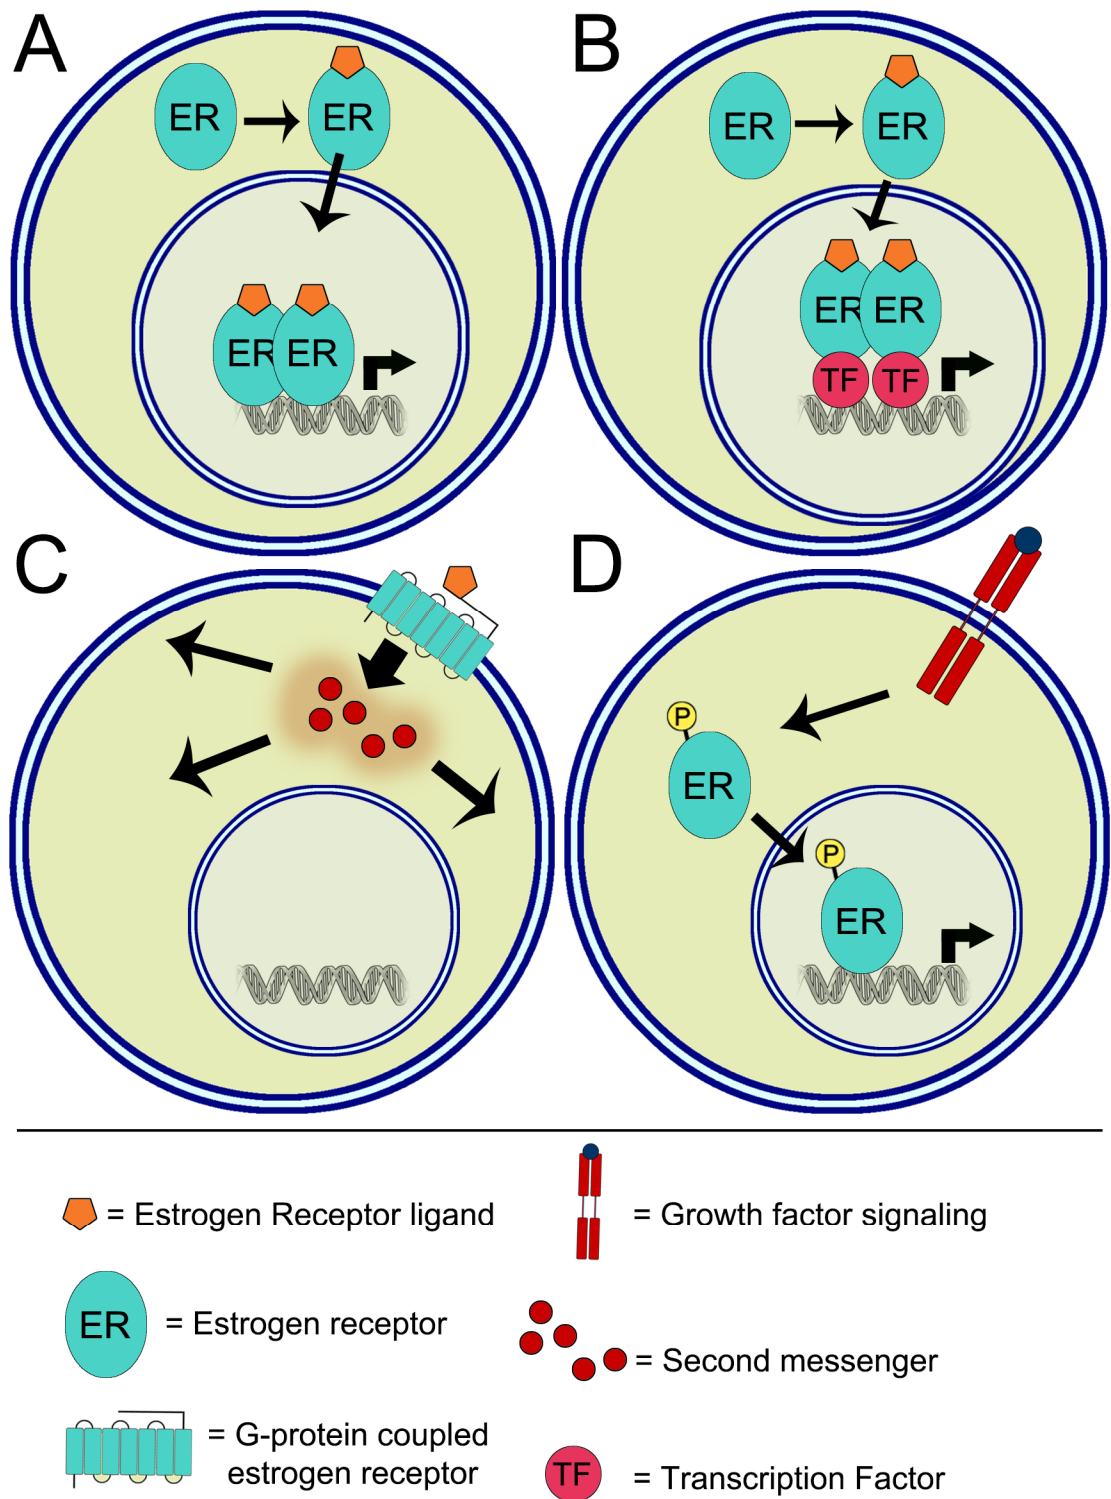 A
B
ER
ER
ER
ER
ER
ER
ER
ER
TF
TF
C
D
P
ER
P
ER
= Estrogen Receptor ligand
= Growth factor signaling
ER
= Estrogen receptor
= Second messenger
= G-protein coupled
estrogen receptor
TF
= Transcription Factor